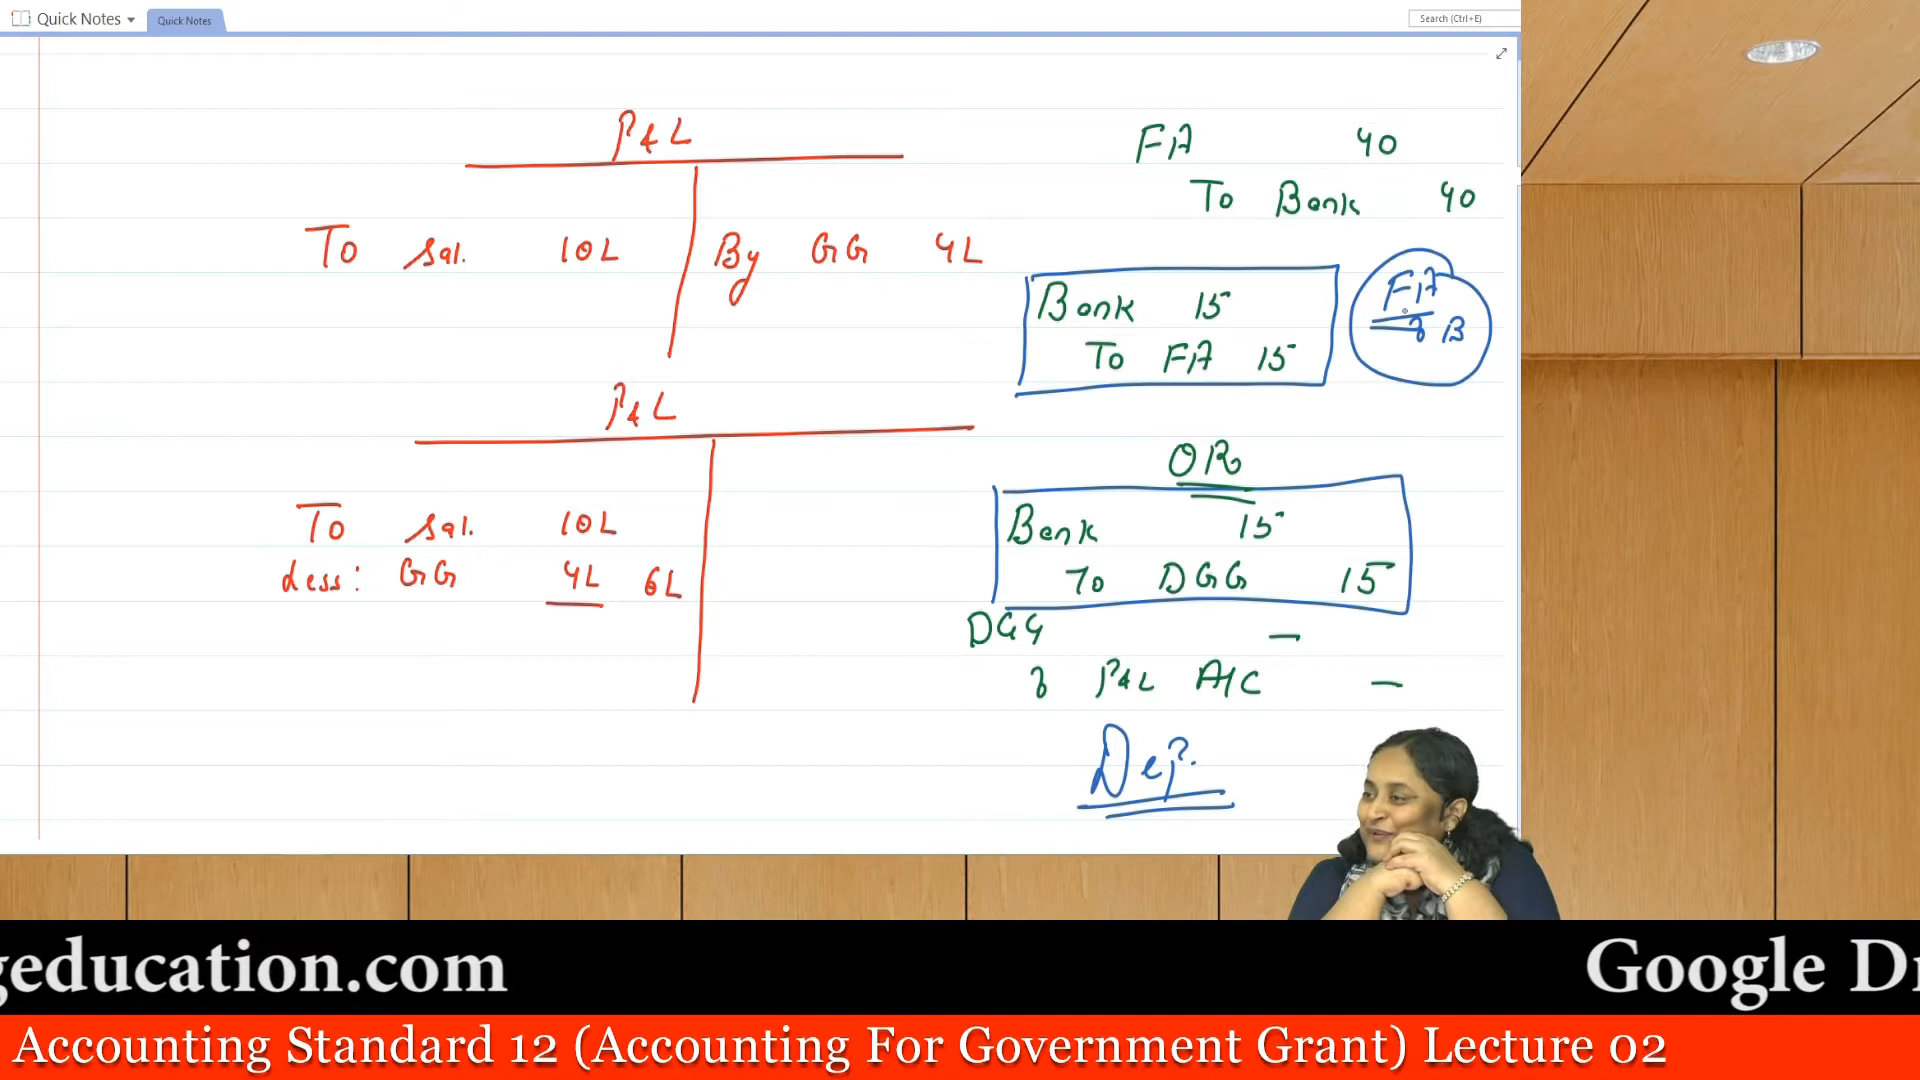 Quick Notes
Quick Notes
Search (Ctrl+E)
P&L
To Sal. 10L By GG 4L
P&L
To Sal. 10L
Less: GG 4L 6L
FA 40
To Bank 40
Bank 15
To FA 15
FA
B
OR
Bank 15
To DGG 15
DGG —
P&L A/C —
Dep.
geducation.com
Google Dr
Accounting Standard 12 (Accounting For Government Grant) Lecture 02